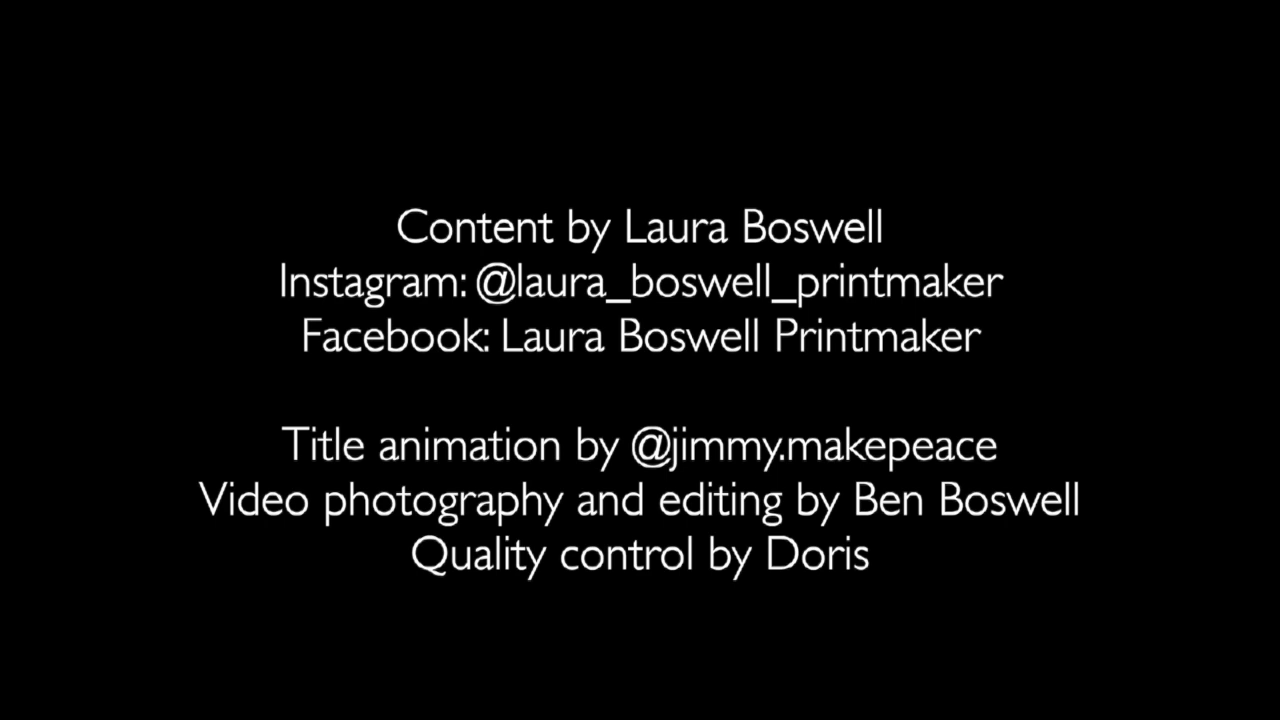 Content by Laura Boswell
Instagram: @laura_boswell_printmaker
Facebook: Laura Boswell Printmaker
Title animation by @jimmy.makepeace
Video photography and editing by Ben Boswell
Quality control by Doris